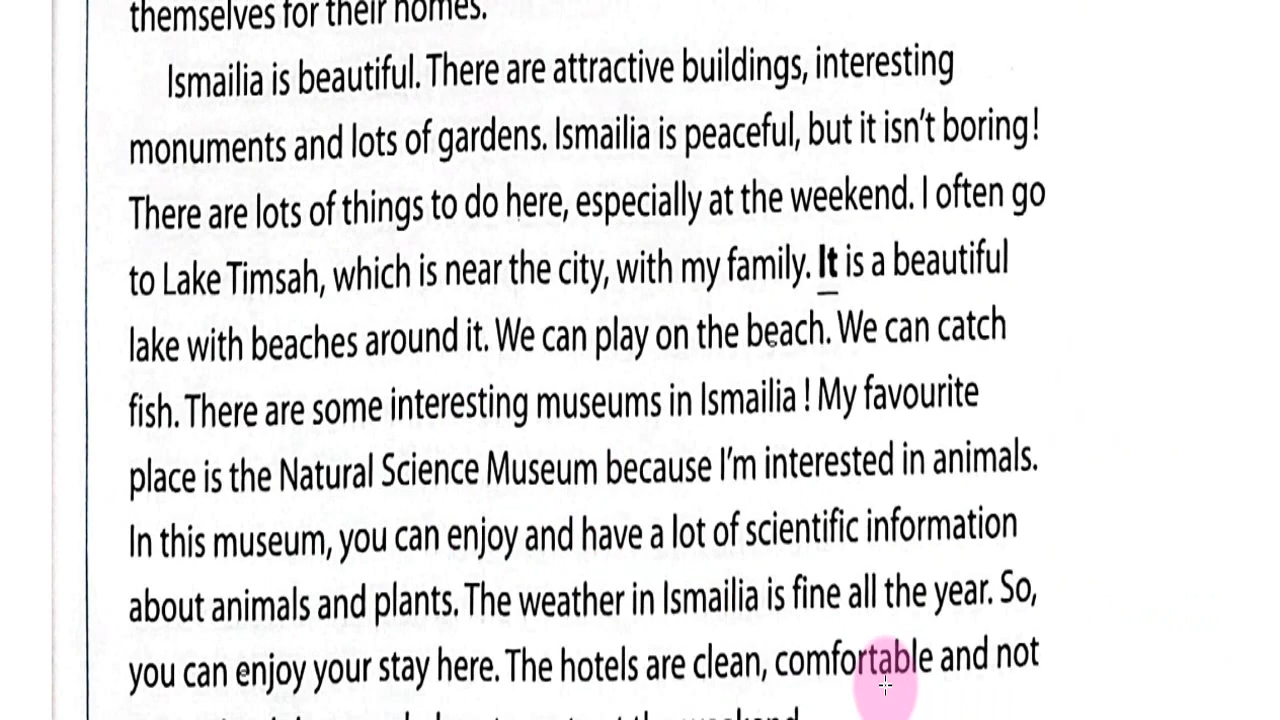 themselves for their homes.
Ismailia is beautiful. There are attractive buildings, interesting
monuments and lots of gardens. Ismailia is peaceful, but it isn't boring!
There are lots of things to do here, especially at the weekend. I often go
to Lake Timsah, which is near the city, with my family. It is a beautiful
lake with beaches around it. We can play on the beach. We can catch
fish. There are some interesting museums in Ismailia ! My favourite
place is the Natural Science Museum because I'm interested in animals.
In this museum, you can enjoy and have a lot of scientific information
about animals and plants. The weather in Ismailia is fine all the year. So,
you can enjoy your stay here. The hotels are clean, comfortable and not
the weekend.